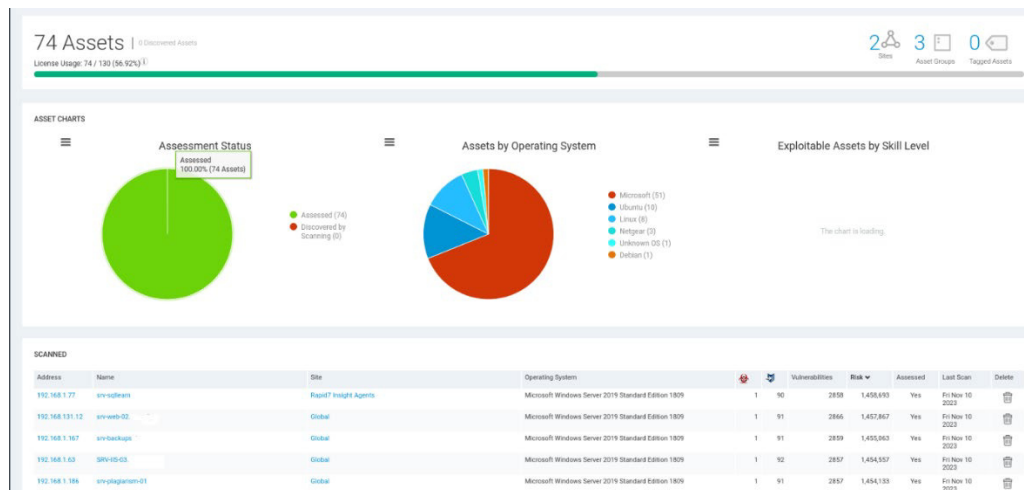 74 Assets | 0 Discovered Assets
License Usage: 74 / 130 (56.92%) i
2 Sites
3 Asset Groups
0 Tagged Assets
ASSET CHARTS
Assessment Status
Assessed
100.00% (74 Assets)
Assessed (74)
Discovered by
Scanning (0)
Assets by Operating System
Microsoft (51)
Ubuntu (10)
Linux (8)
Netgear (3)
Unknown OS (1)
Debian (1)
Exploitable Assets by Skill Level
The chart is loading.
SCANNED
Address Name Site Operating System Vulnerabilities Risk Assessed Last Scan Delete
192.168.1.77 srv-sqllearn Rapid7 Insight Agents Microsoft Windows Server 2019 Standard Edition 1809 1 90 2858 1,458,693 Yes Fri Nov 10
2023
192.168.131.12 srv-web-02. Global Microsoft Windows Server 2019 Standard Edition 1809 1 91 2866 1,457,867 Yes Fri Nov 10
2023
192.168.1.167 srv-backups Global Microsoft Windows Server 2019 Standard Edition 1809 1 91 2859 1,455,063 Yes Fri Nov 10
2023
192.168.1.63 SRV-IIS-03. Global Microsoft Windows Server 2019 Standard Edition 1809 1 92 2857 1,454,557 Yes Fri Nov 10
2023
192.168.1.186 srv-plagiarism-01 Global Microsoft Windows Server 2019 Standard Edition 1809 1 91 2857 1,454,133 Yes Fri Nov 10
2023